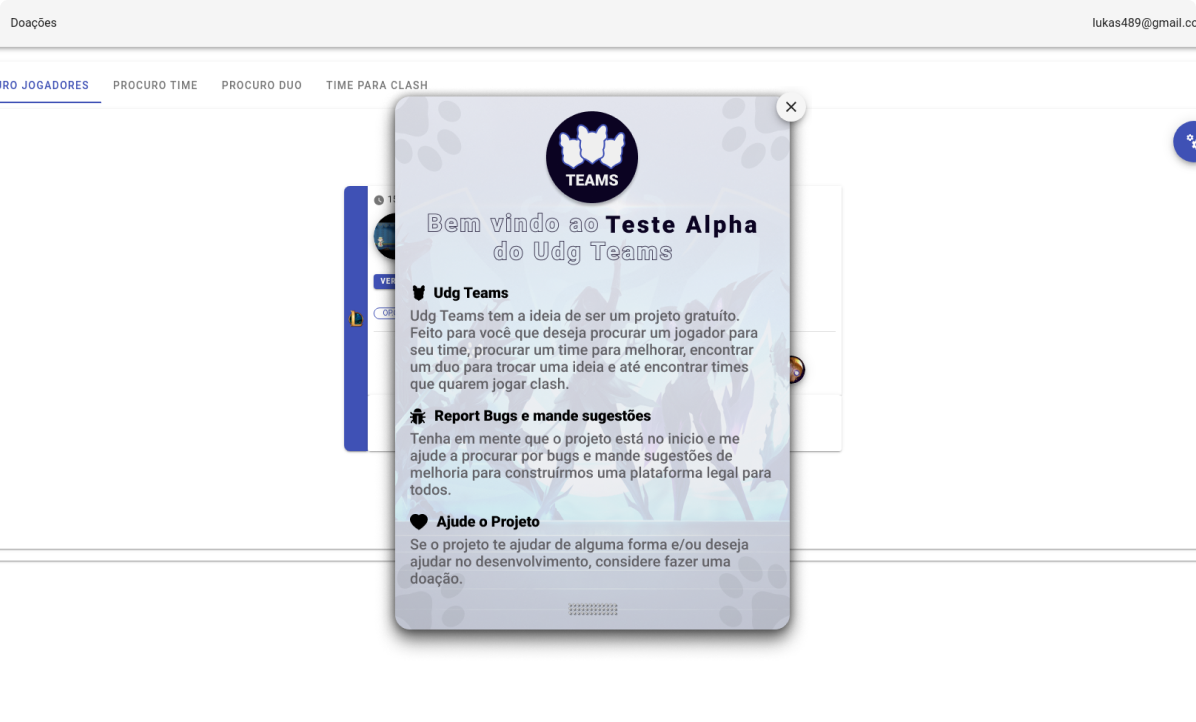 Doações
lukas489@gmail.co
URO JOGADORES PROCURO TIME PROCURO DUO TIME PARA CLASH
TEAMS
Bem vindo ao Teste Alpha
do Udg Teams
Udg Teams
Udg Teams tem a ideia de ser um projeto gratuíto.
Feito para você que deseja procurar um jogador para
seu time, procurar um time para melhorar, encontrar
um duo para trocar uma ideia e até encontrar times
que quarem jogar clash.
Report Bugs e mande sugestões
Tenha em mente que o projeto está no inicio e me
ajude a procurar por bugs e mande sugestões de
melhoria para construírmos uma plataforma legal para
todos.
Ajude o Projeto
Se o projeto te ajudar de alguma forma e/ou deseja
ajudar no desenvolvimento, considere fazer uma
doação.